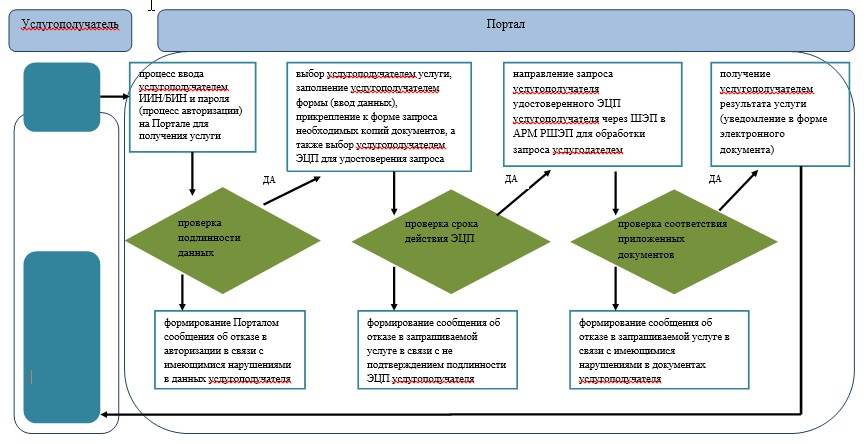 Услугополучатель
Портал
процесс ввода
услугополучателем
ИИН/БИН и пароля
(процесс авторизации)
на Портале для
получения услуги
выбор услугополучателем услуги,
заполнение услугополучателем
формы (ввод данных),
прикрепление к форме запроса
необходимых копий документов, а
также выбор услугополучателем
ЭЦП для удостоверения запроса
направление запроса
услугополучателя
удостоверенного ЭЦП
услугополучателя через ШЭП в
АРМ РШЭП для обработки
запроса услугодателем
получение
услугополучателем
результата услуги
(уведомление в форме
электронного
документа)
ДА
ДА
ДА
проверка
подлинности
данных
проверка срока
действия ЭЦП
проверка соответствия
приложенных
документов
формирование Порталом
сообщения об отказе в
авторизации в связи с
имеющимися нарушениями
в данных услугополучателя
формирование сообщения об
отказе в запрашиваемой
услуге в связи с не
подтверждением подлинности
ЭЦП услугополучателя
формирование сообщения об
отказе в запрашиваемой услуге в
связи с имеющимися
нарушениями в документах
услугополучателя